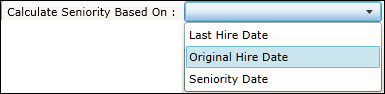 Calculate Seniority Based On :
Last Hire Date
Original Hire Date
Seniority Date